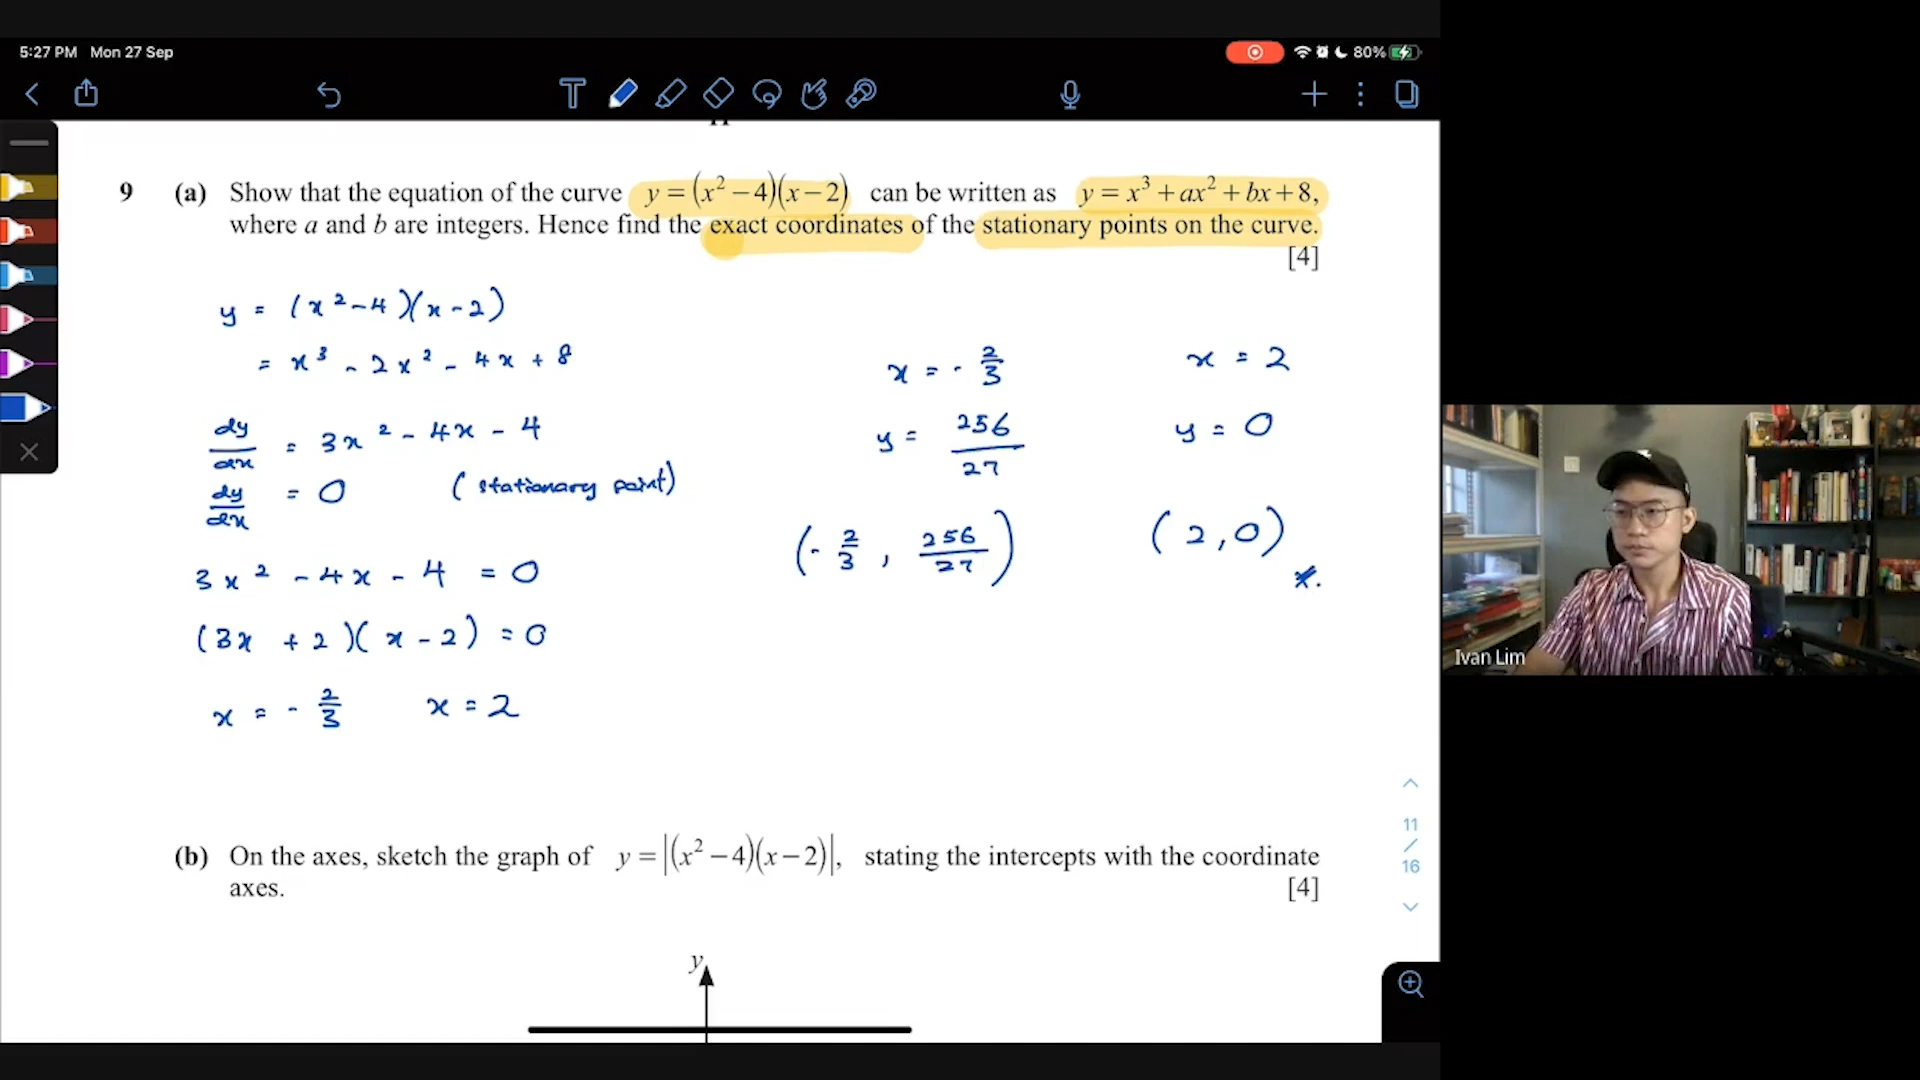 5:27 PM Mon 27 Sep
80%
9 (a) Show that the equation of the curve y = (x² − 4)(x − 2) can be written as y = x³ + ax² + bx + 8,
where a and b are integers. Hence find the exact coordinates of the stationary points on the curve.
[4]
y = (x² − 4)(x − 2)
= x³ − 2x² − 4x + 8
dy/dx = 3x² − 4x − 4
dy/dx = 0 (stationary point)
3x² − 4x − 4 = 0
(3x + 2)(x − 2) = 0
x = − 2/3 x = 2
x = − 2/3
y = 256/27
(− 2/3 , 256/27)
x = 2
y = 0
(2,0)
Ivan Lim
(b) On the axes, sketch the graph of y = |(x² − 4)(x − 2)|, stating the intercepts with the coordinate
axes. [4]
y
11
/
16